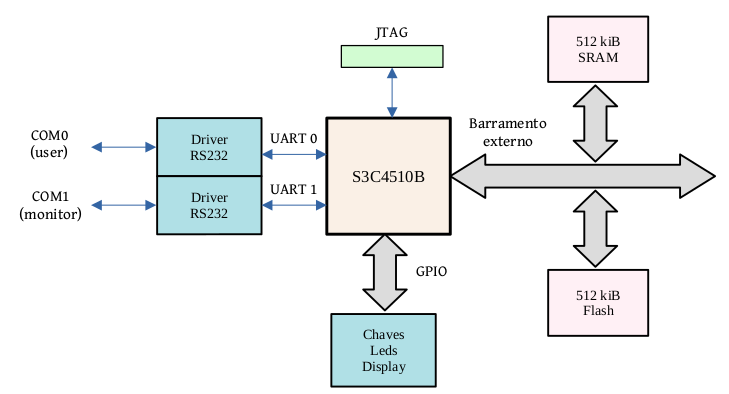 JTAG
512 kiB
SRAM
COM0
(user)
Driver
RS232
UART 0
Barramento
externo
S3C4510B
COM1
(monitor)
Driver
RS232
UART 1
GPIO
512 kiB
Flash
Chaves
Leds
Display